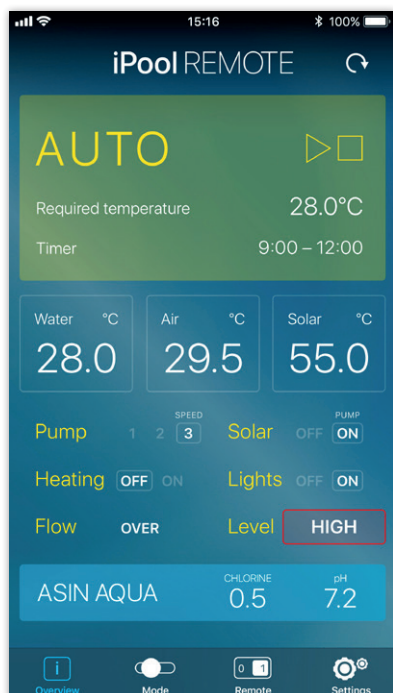 15:16 100%
iPool REMOTE
AUTO
Required temperature 28.0°C
Timer 9:00 – 12:00
Water °C Air °C Solar °C
28.0 29.5 55.0
SPEED PUMP
Pump 1 2 3 Solar OFF ON
Heating OFF ON Lights OFF ON
Flow OVER Level HIGH
CHLORINE pH
ASIN AQUA 0.5 7.2
i 0 1
Overview Mode Remote Settings